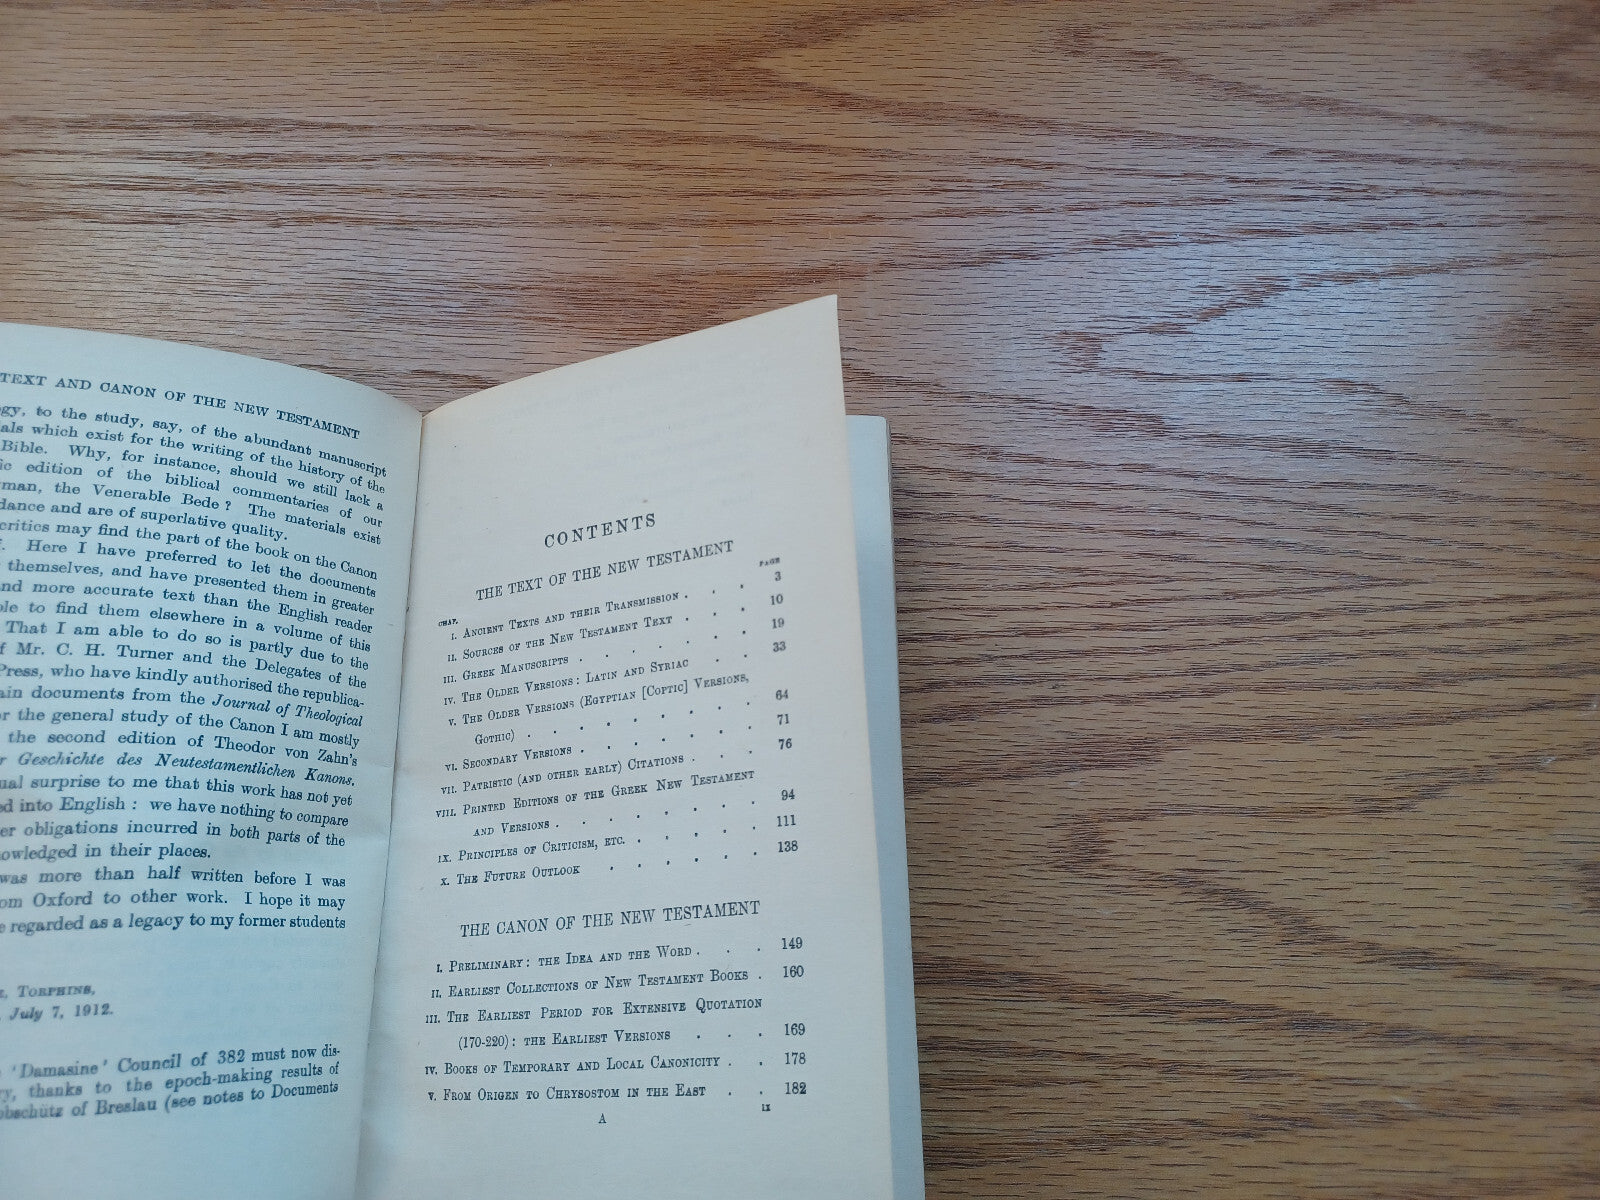 TEXT AND CANON OF THE NEW TESTAMENT
to the study, say, of the abundant manuscript
which exist for the writing of the history of the
Bible. Why, for instance, should we still lack a
edition of the biblical commentaries of our
the Venerable Bede ? The materials exist
and are of superlative quality.
critics may find the part of the book on the Canon
Here I have preferred to let the documents
themselves, and have presented them in greater
and more accurate text than the English reader
to find them elsewhere in a volume of this
That I am able to do so is partly due to the
of Mr. C. H. Turner and the Delegates of the
Press, who have kindly authorised the republica-
documents from the Journal of Theological
for the general study of the Canon I am mostly
the second edition of Theodor von Zahn's
Geschichte des Neutestamentlichen Kanons.
surprise to me that this work has not yet
into English : we have nothing to compare
obligations incurred in both parts of the
in their places.
was more than half written before I was
Oxford to other work. I hope it may
regarded as a legacy to my former students
TORPHINS,
July 7, 1912.
'Damasine' Council of 382 must now dis-
thanks to the epoch-making results of
of Breslau (see notes to Documents
CONTENTS
THE TEXT OF THE NEW TESTAMENT
CHAP. PAGE
I. ANCIENT TEXTS AND THEIR TRANSMISSION . . . 3
II. SOURCES OF THE NEW TESTAMENT TEXT . . . 10
III. GREEK MANUSCRIPTS . . . . . . 19
IV. THE OLDER VERSIONS : LATIN AND SYRIAC . . 33
V. THE OLDER VERSIONS (EGYPTIAN [COPTIC] VERSIONS,
GOTHIC) . . . . . . . . 64
VI. SECONDARY VERSIONS . . . . . . . 71
VII. PATRISTIC (AND OTHER EARLY) CITATIONS . . . 76
VIII. PRINTED EDITIONS OF THE GREEK NEW TESTAMENT
AND VERSIONS . . . . . . . . 94
IX. PRINCIPLES OF CRITICISM, ETC. . . . . . 111
X. THE FUTURE OUTLOOK . . . . . . 138
THE CANON OF THE NEW TESTAMENT
I. PRELIMINARY : THE IDEA AND THE WORD . . . 149
II. EARLIEST COLLECTIONS OF NEW TESTAMENT BOOKS . 160
III. THE EARLIEST PERIOD FOR EXTENSIVE QUOTATION
(170-220) : THE EARLIEST VERSIONS . . . 169
IV. BOOKS OF TEMPORARY AND LOCAL CANONICITY . . 178
V. FROM ORIGEN TO CHRYSOSTOM IN THE EAST . . 182
A IX